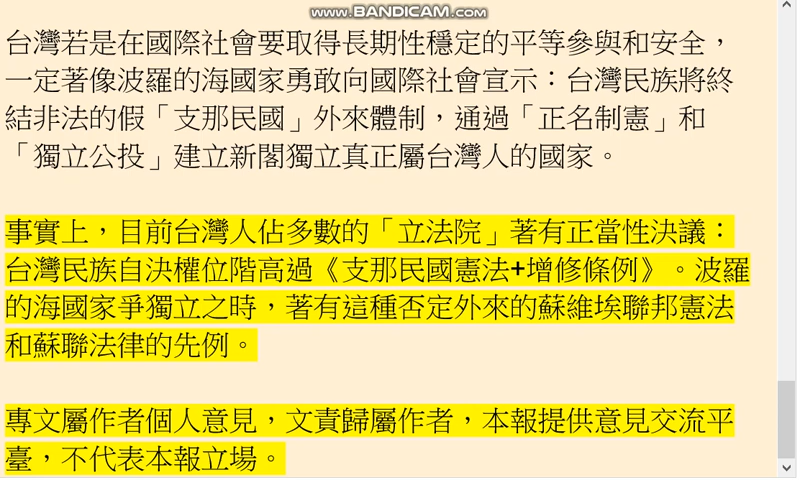 www.BANDICAM.com
台灣若是在國際社會要取得長期性穩定的平等參與和安全，
一定著像波羅的海國家勇敢向國際社會宣示：台灣民族將終
結非法的假「支那民國」外來體制，通過「正名制憲」和
「獨立公投」建立新閣獨立真正屬台灣人的國家。
事實上，目前台灣人佔多數的「立法院」著有正當性決議：
台灣民族自決權位階高過《支那民國憲法+增修條例》。波羅
的海國家爭獨立之時，著有這種否定外來的蘇維埃聯邦憲法
和蘇聯法律的先例。
專文屬作者個人意見，文責歸屬作者，本報提供意見交流平
臺，不代表本報立場。